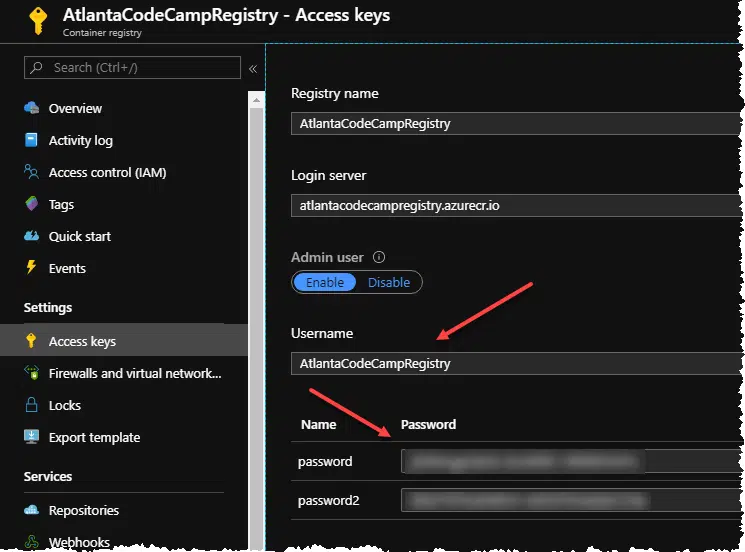 AtlantaCodeCampRegistry - Access keys
Container registry
Search (Ctrl+/)
«
Overview
Activity log
Access control (IAM)
Tags
Quick start
Events
Settings
Access keys
Firewalls and virtual network...
Locks
Export template
Services
Repositories
Webhooks
Registry name
AtlantaCodeCampRegistry
Login server
atlantacodecampregistry.azurecr.io
Admin user
Enable Disable
Username
AtlantaCodeCampRegistry
Name Password
password
password2